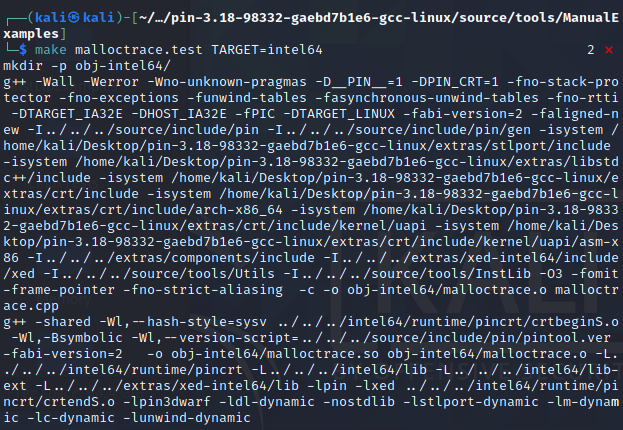 ┌──(kali㉿kali)-[~/…/pin-3.18-98332-gaebd7b1e6-gcc-linux/source/tools/ManualE
xamples]
└─$ make malloctrace.test TARGET=intel64 2 ⨯
mkdir -p obj-intel64/
g++ -Wall -Werror -Wno-unknown-pragmas -D__PIN__=1 -DPIN_CRT=1 -fno-stack-pro
tector -fno-exceptions -funwind-tables -fasynchronous-unwind-tables -fno-rtti
 -DTARGET_IA32E -DHOST_IA32E -fPIC -DTARGET_LINUX -fabi-version=2 -faligned-n
ew -I../../../source/include/pin -I../../../source/include/pin/gen -isystem /
home/kali/Desktop/pin-3.18-98332-gaebd7b1e6-gcc-linux/extras/stlport/include
-isystem /home/kali/Desktop/pin-3.18-98332-gaebd7b1e6-gcc-linux/extras/libstd
c++/include -isystem /home/kali/Desktop/pin-3.18-98332-gaebd7b1e6-gcc-linux/e
xtras/crt/include -isystem /home/kali/Desktop/pin-3.18-98332-gaebd7b1e6-gcc-l
inux/extras/crt/include/arch-x86_64 -isystem /home/kali/Desktop/pin-3.18-9833
2-gaebd7b1e6-gcc-linux/extras/crt/include/kernel/uapi -isystem /home/kali/Des
ktop/pin-3.18-98332-gaebd7b1e6-gcc-linux/extras/crt/include/kernel/uapi/asm-x
86 -I../../../extras/components/include -I../../../extras/xed-intel64/include
/xed -I../../../source/tools/Utils -I../../../source/tools/InstLib -O3 -fomit
-frame-pointer -fno-strict-aliasing  -c -o obj-intel64/malloctrace.o malloctr
ace.cpp
g++ -shared -Wl,--hash-style=sysv ../../../intel64/runtime/pincrt/crtbeginS.o
 -Wl,-Bsymbolic -Wl,--version-script=../../../source/include/pin/pintool.ver
-fabi-version=2   -o obj-intel64/malloctrace.so obj-intel64/malloctrace.o -L.
./../../intel64/runtime/pincrt -L../../../intel64/lib -L../../../intel64/lib-
ext -L../../../extras/xed-intel64/lib -lpin -lxed ../../../intel64/runtime/pi
ncrt/crtendS.o -lpin3dwarf -ldl-dynamic -nostdlib -lstlport-dynamic -lm-dynam
ic -lc-dynamic -lunwind-dynamic